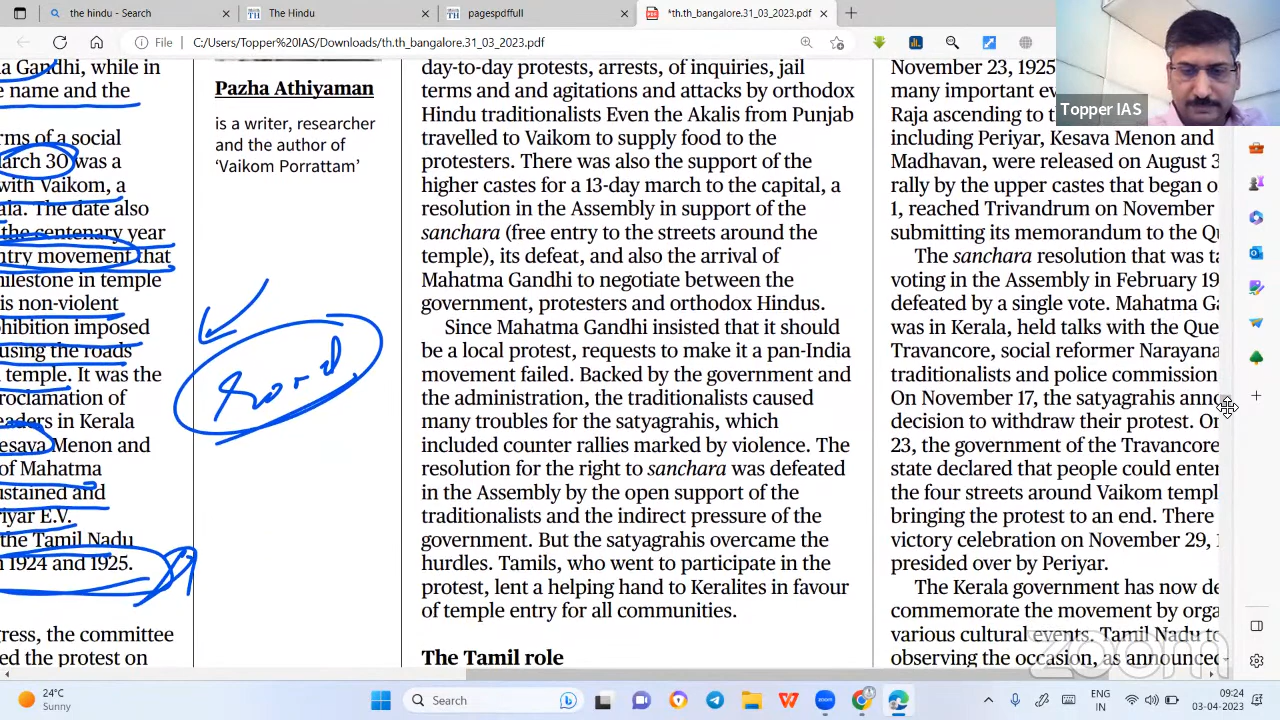 the hindu - Search
The Hindu
pagespdffull
*th.th_bangalore.31_03_2023.pdf
File
C:/Users/Topper%20IAS/Downloads/th.th_bangalore.31_03_2023.pdf
Topper IAS
a Gandhi, while in
e name and the
rms of a social
arch 30 was a
with Vaikom, a
ala. The date also
the centenary year
ntry movement that
milestone in temple
is non-violent
hibition imposed
using the roads
temple. It was the
roclamation of
eaders in Kerala
esava Menon and
of Mahatma
ustained and
riyar E.V.
the Tamil Nadu
n 1924 and 1925.
gress, the committee
ed the protest on
Pazha Athiyaman
is a writer, researcher
and the author of
‘Vaikom Porrattam’
day-to-day protests, arrests, of inquiries, jail
terms and and agitations and attacks by orthodox
Hindu traditionalists Even the Akalis from Punjab
travelled to Vaikom to supply food to the
protesters. There was also the support of the
higher castes for a 13-day march to the capital, a
resolution in the Assembly in support of the
sanchara (free entry to the streets around the
temple), its defeat, and also the arrival of
Mahatma Gandhi to negotiate between the
government, protesters and orthodox Hindus.
Since Mahatma Gandhi insisted that it should
be a local protest, requests to make it a pan-India
movement failed. Backed by the government and
the administration, the traditionalists caused
many troubles for the satyagrahis, which
included counter rallies marked by violence. The
resolution for the right to sanchara was defeated
in the Assembly by the open support of the
traditionalists and the indirect pressure of the
government. But the satyagrahis overcame the
hurdles. Tamils, who went to participate in the
protest, lent a helping hand to Keralites in favour
of temple entry for all communities.
The Tamil role
November 23, 1925
many important ev
Raja ascending to t
including Periyar, Kesava Menon and
Madhavan, were released on August 3
rally by the upper castes that began o
1, reached Trivandrum on November
submitting its memorandum to the Qu
The sanchara resolution that was ta
voting in the Assembly in February 19
defeated by a single vote. Mahatma Ga
was in Kerala, held talks with the Que
Travancore, social reformer Narayana
traditionalists and police commission
On November 17, the satyagrahis anno
decision to withdraw their protest. On
23, the government of the Travancore
state declared that people could enter
the four streets around Vaikom templ
bringing the protest to an end. There
victory celebration on November 29, 1
presided over by Periyar.
The Kerala government has now de
commemorate the movement by orga
various cultural events. Tamil Nadu to
observing the occasion, as announced
zoom
24°C
Sunny
Search
ENG
IN
09:24
03-04-2023